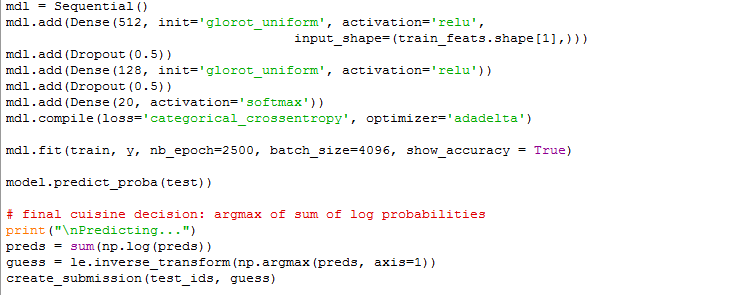 mdl = Sequential()
mdl.add(Dense(512, init='glorot_uniform', activation='relu',
input_shape=(train_feats.shape[1],)))
mdl.add(Dropout(0.5))
mdl.add(Dense(128, init='glorot_uniform', activation='relu'))
mdl.add(Dropout(0.5))
mdl.add(Dense(20, activation='softmax'))
mdl.compile(loss='categorical_crossentropy', optimizer='adadelta')
mdl.fit(train, y, nb_epoch=2500, batch_size=4096, show_accuracy = True)
model.predict_proba(test))
# final cuisine decision: argmax of sum of log probabilities
print("\nPredicting...")
preds = sum(np.log(preds))
guess = le.inverse_transform(np.argmax(preds, axis=1))
create_submission(test_ids, guess)